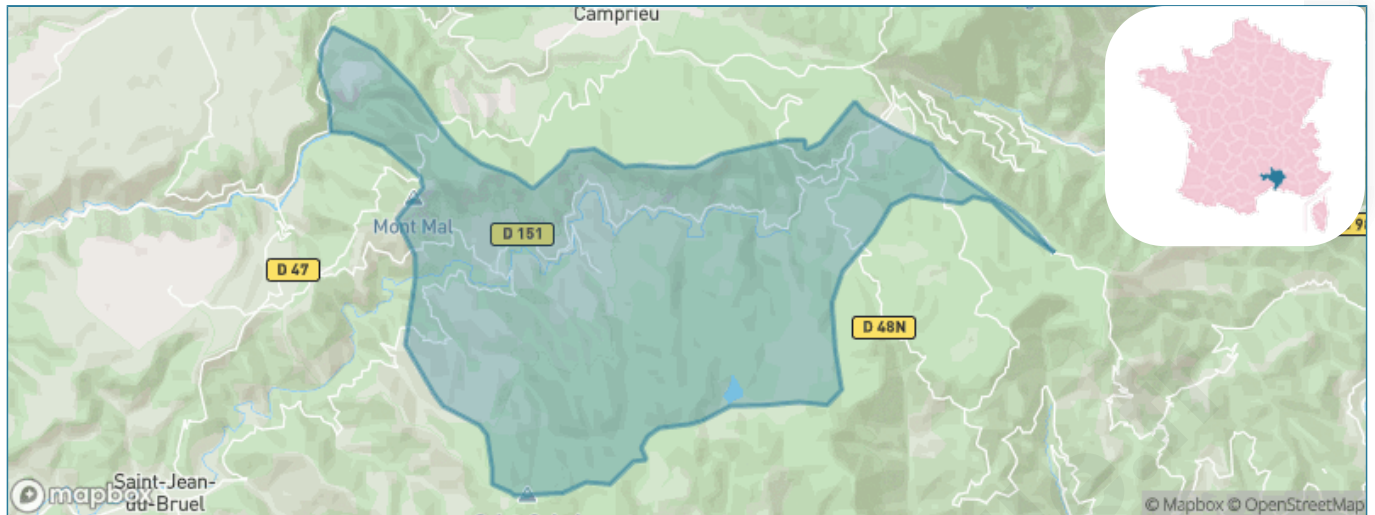 Camprieu
Mont Mal
D 151
D 47
D 48N
Saint-Jean-
du-Bruel
mapbox
© Mapbox © OpenStreetMap